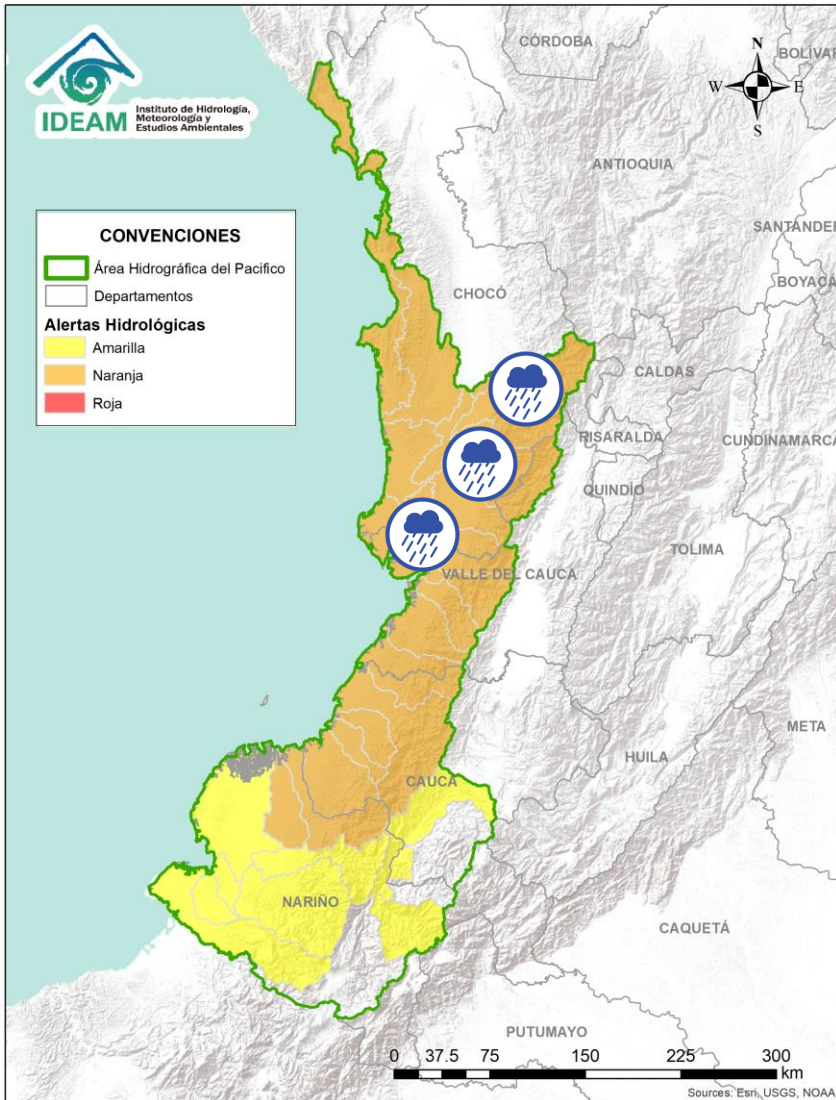 IDEAM
Instituto de Hidrología,
Meteorología y
Estudios Ambientales
N
W
E
S
CÓRDOBA
BOLÍVAR
ANTIOQUIA
SANTANDER
BOYACÁ
CHOCÓ
CALDAS
RISARALDA
CUNDINAMARCA
QUINDÍO
TOLIMA
VALLE DEL CAUCA
META
HUILA
CAUCA
NARIÑO
CAQUETÁ
PUTUMAYO
CONVENCIONES
Área Hidrográfica del Pacifico
Departamentos
Alertas Hidrológicas
Amarilla
Naranja
Roja
0 37.5 75 150 225 300
km
Sources: Esri, USGS, NOAA